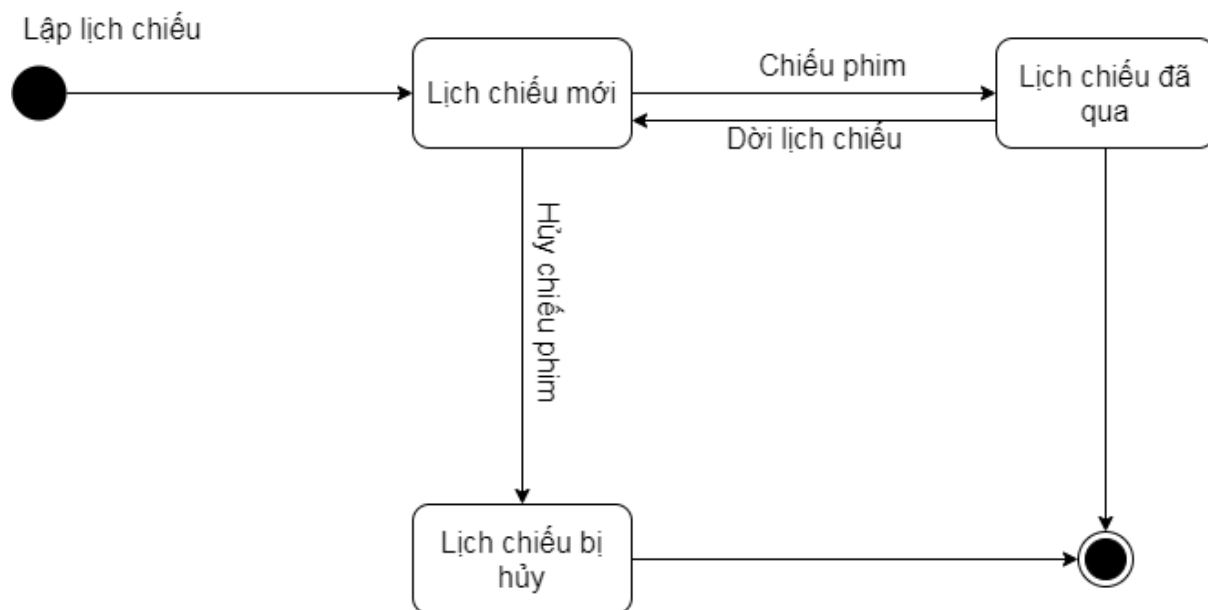 Lập lịch chiếu
Lịch chiếu mới
Chiếu phim
Lịch chiếu đã
qua
Dời lịch chiếu
Hủy chiếu phim
Lịch chiếu bị
hủy